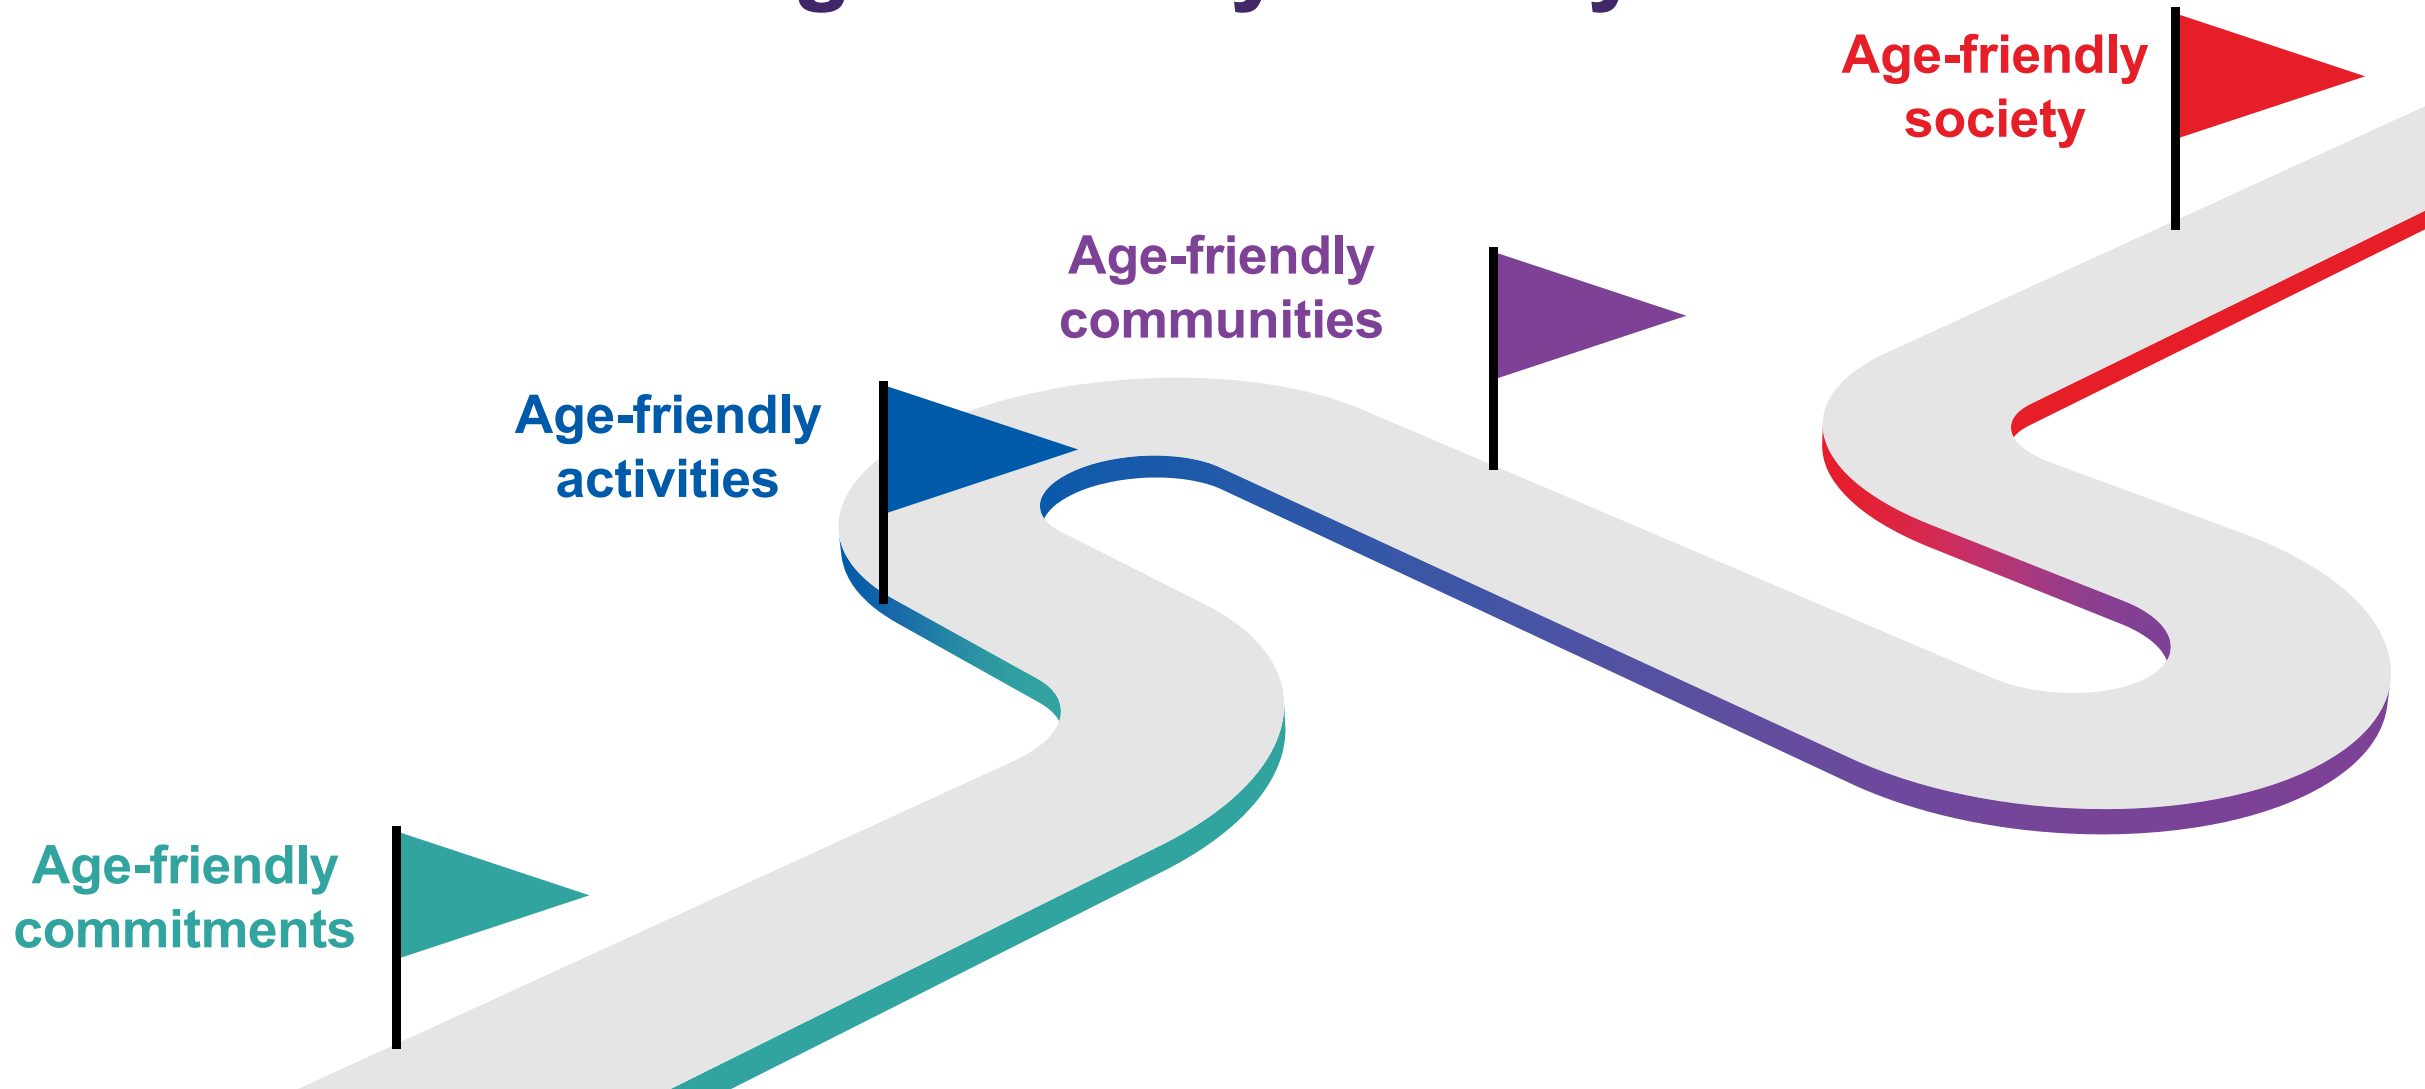 Age-friendly
society
Age-friendly
communities
Age-friendly
activities
Age-friendly
commitments